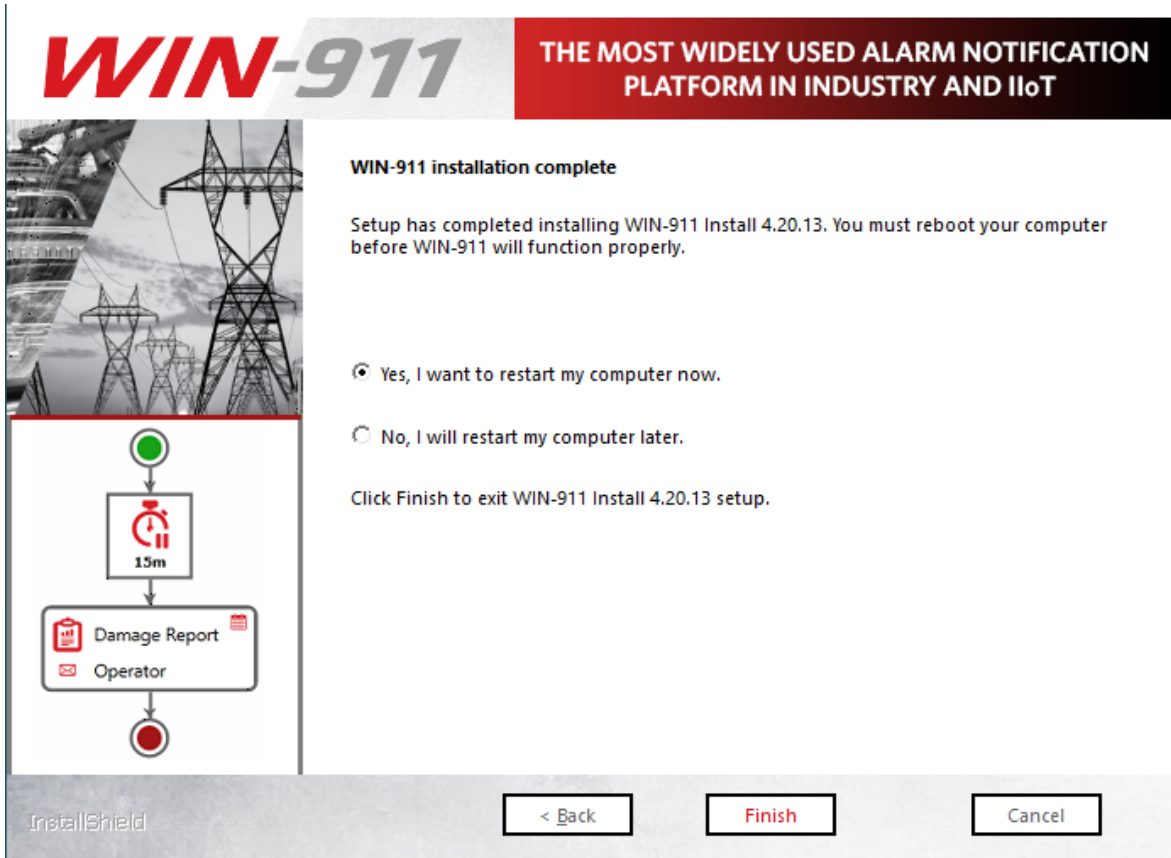 WIN-911
THE MOST WIDELY USED ALARM NOTIFICATION
PLATFORM IN INDUSTRY AND IIoT
WIN-911 installation complete
Setup has completed installing WIN-911 Install 4.20.13. You must reboot your computer
before WIN-911 will function properly.
Yes, I want to restart my computer now.
No, I will restart my computer later.
Click Finish to exit WIN-911 Install 4.20.13 setup.
15m
Damage Report
Operator
InstallShield
< Back
Finish
Cancel